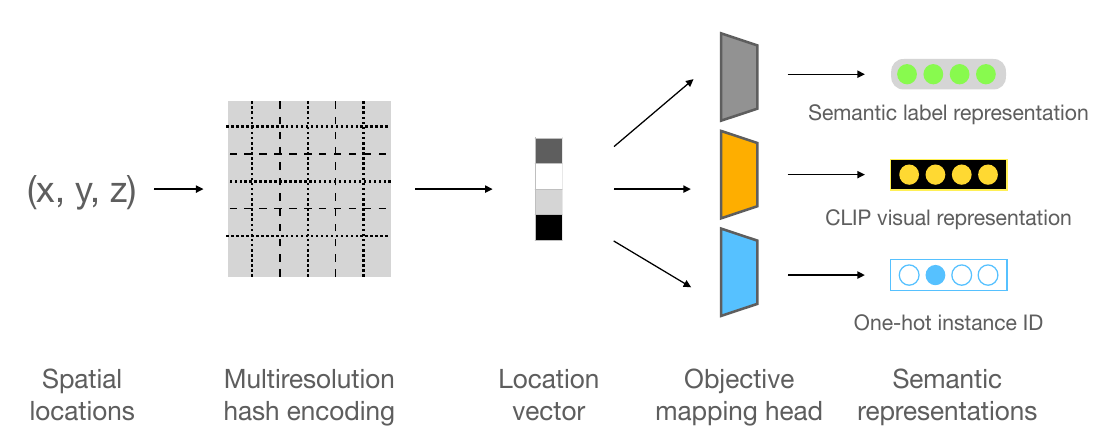 (x, y, z)
Semantic label representation
CLIP visual representation
One-hot instance ID
Spatial
locations
Multiresolution
hash encoding
Location
vector
Objective
mapping head
Semantic
representations